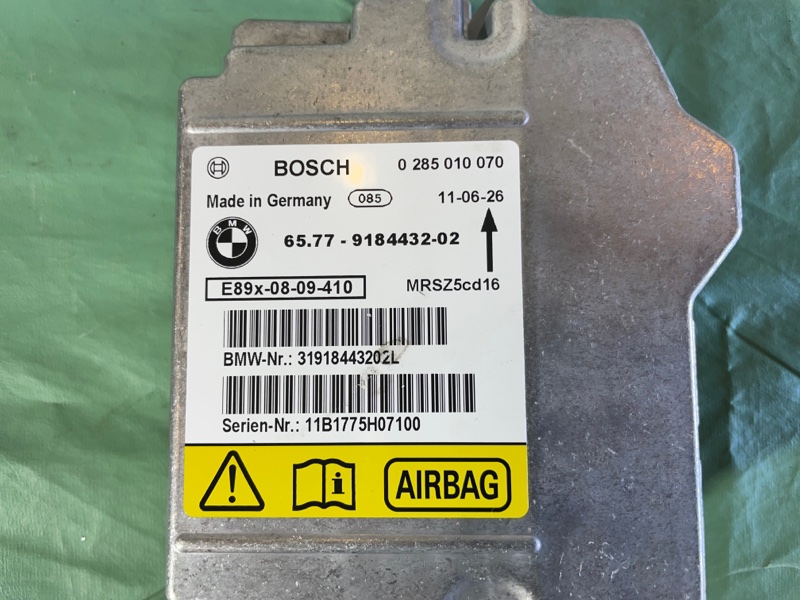 BOSCH 0 285 010 070
Made in Germany 085 11-06-26
BMW
65.77 - 9184432-02
E89x-08-09-410 MRSZ5cd16
BMW-Nr.: 31918443202L
Serien-Nr.: 11B1775H07100
AIRBAG